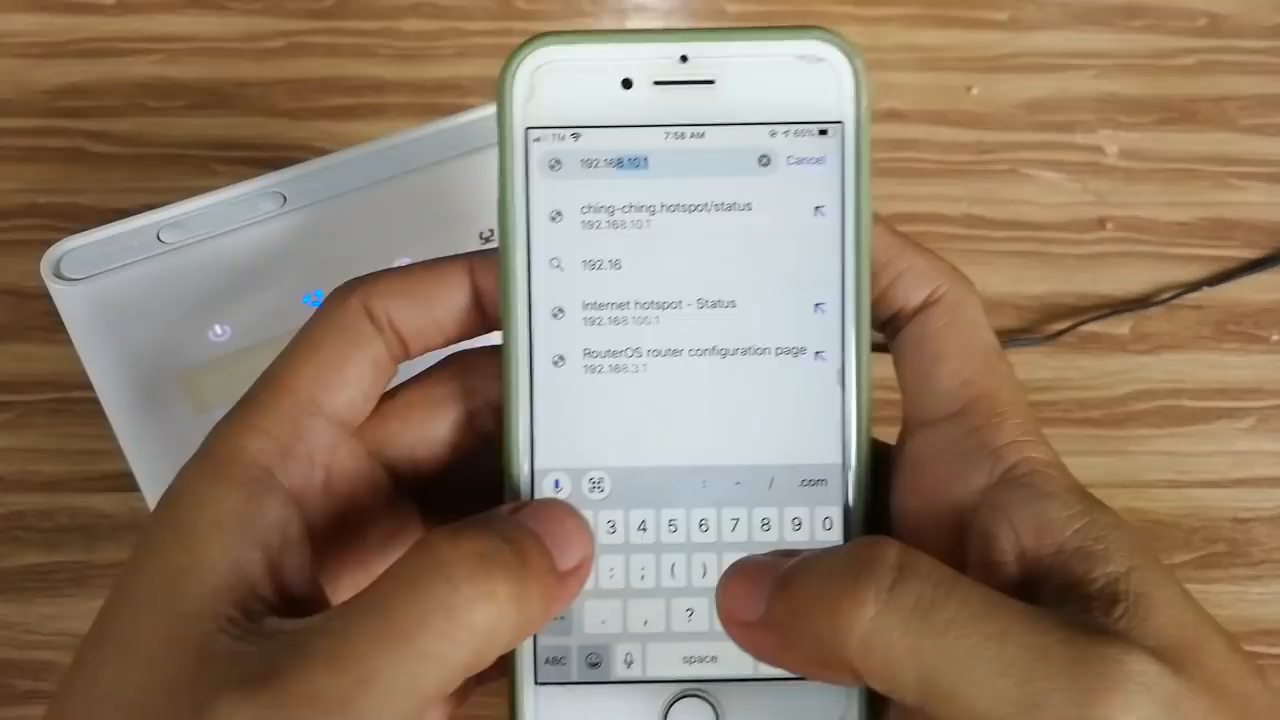 TM 7:56 AM 66%
192.168.10.1 Cancel
ching-ching.hotspot/status
192.168.10.1
192.16
Internet hotspot - Status
192.168.100.1
RouterOS router configuration page
192.168.3.1
: - / .com
3 4 5 6 7 8 9 0
: ; ( )
. , ?
ABC space